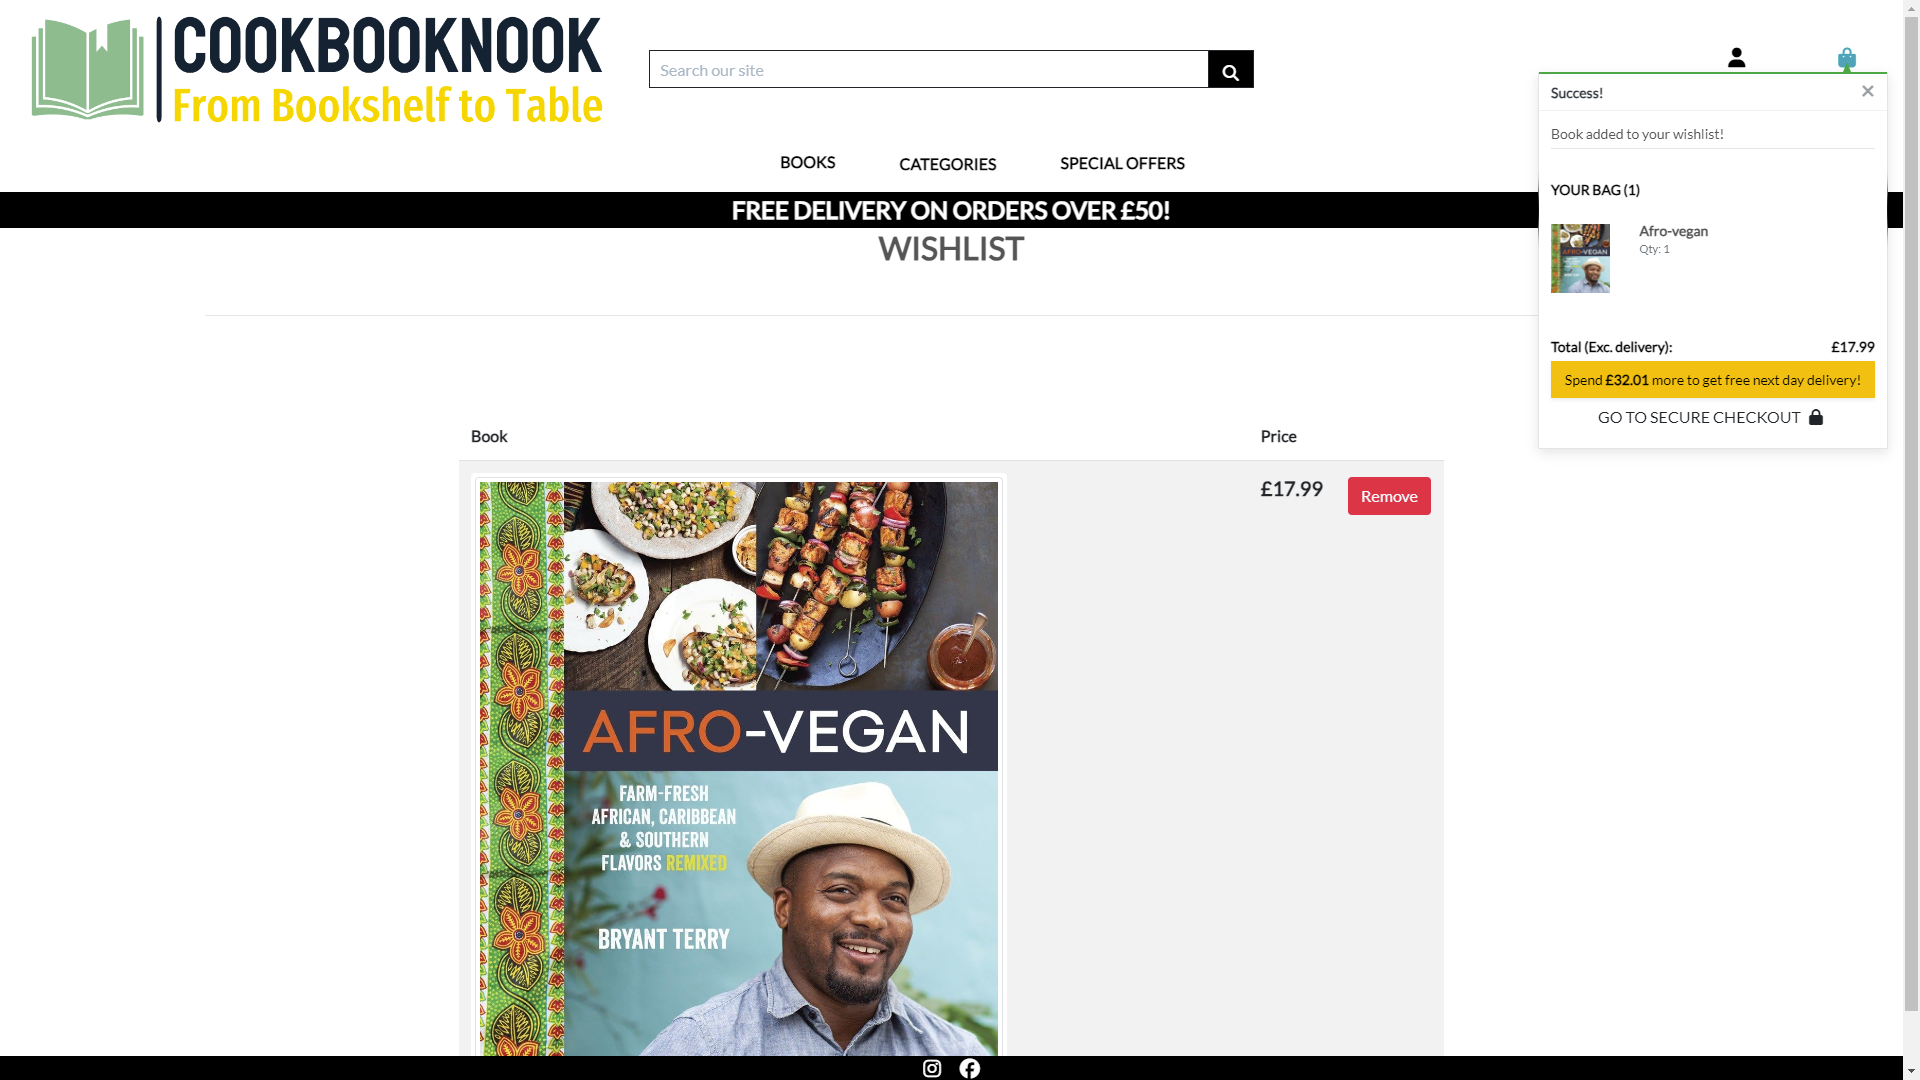 COOKBOOKNOOK
From Bookshelf to Table
Search our site
BOOKS
CATEGORIES
SPECIAL OFFERS
FREE DELIVERY ON ORDERS OVER £50!
WISHLIST
Success!
Book added to your wishlist!
YOUR BAG (1)
AFRO-VEGAN
Afro-vegan
Qty: 1
Total (Exc. delivery):
£17.99
Spend £32.01 more to get free next day delivery!
GO TO SECURE CHECKOUT
Book
Price
£17.99
Remove
AFRO-VEGAN
FARM-FRESH
AFRICAN, CARIBBEAN
& SOUTHERN
FLAVORS REMIXED
BRYANT TERRY